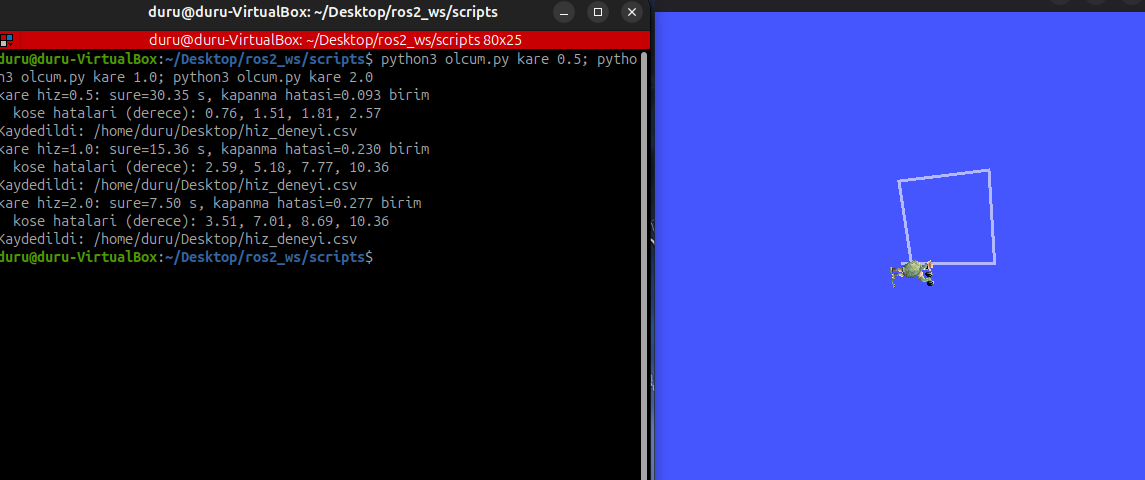 duru@duru-VirtualBox: ~/Desktop/ros2_ws/scripts
duru@duru-VirtualBox: ~/Desktop/ros2_ws/scripts 80x25
duru@duru-VirtualBox:~/Desktop/ros2_ws/scripts$ python3 olcum.py kare 0.5; pytho
n3 olcum.py kare 1.0; python3 olcum.py kare 2.0
kare hiz=0.5: sure=30.35 s, kapanma hatasi=0.093 birim
kose hatalari (derece): 0.76, 1.51, 1.81, 2.57
Kaydedildi: /home/duru/Desktop/hiz_deneyi.csv
kare hiz=1.0: sure=15.36 s, kapanma hatasi=0.230 birim
kose hatalari (derece): 2.59, 5.18, 7.77, 10.36
Kaydedildi: /home/duru/Desktop/hiz_deneyi.csv
kare hiz=2.0: sure=7.50 s, kapanma hatasi=0.277 birim
kose hatalari (derece): 3.51, 7.01, 8.69, 10.36
Kaydedildi: /home/duru/Desktop/hiz_deneyi.csv
duru@duru-VirtualBox:~/Desktop/ros2_ws/scripts$